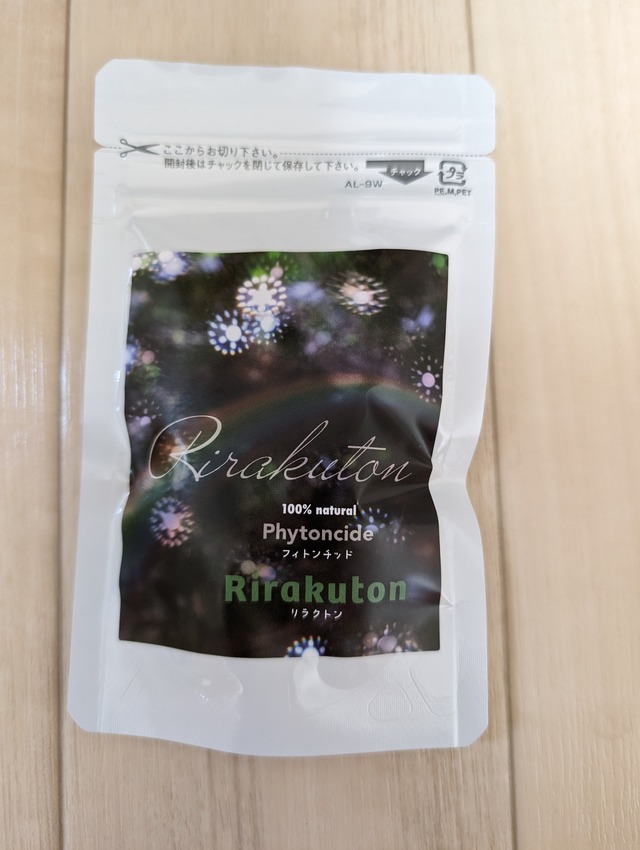 ここからお切り下さい。
開封後はチャックを閉じて保存して下さい。
チャック
AL-9W
プラ
PE,M,PET
Rirakuton
100% natural
Phytoncide
フィトンチッド
Rirakuton
リラクトン